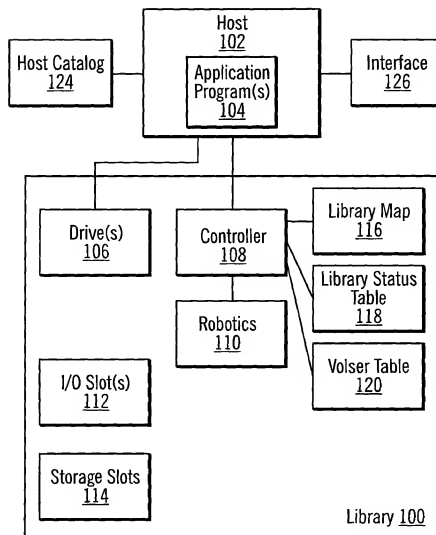 Host
102
Host Catalog
124
Application
Program(s)
104
Interface
126
Drive(s)
106
Controller
108
Library Map
116
Library Status
Table
118
Robotics
110
Volser Table
120
I/O Slot(s)
112
Storage Slots
114
Library 100